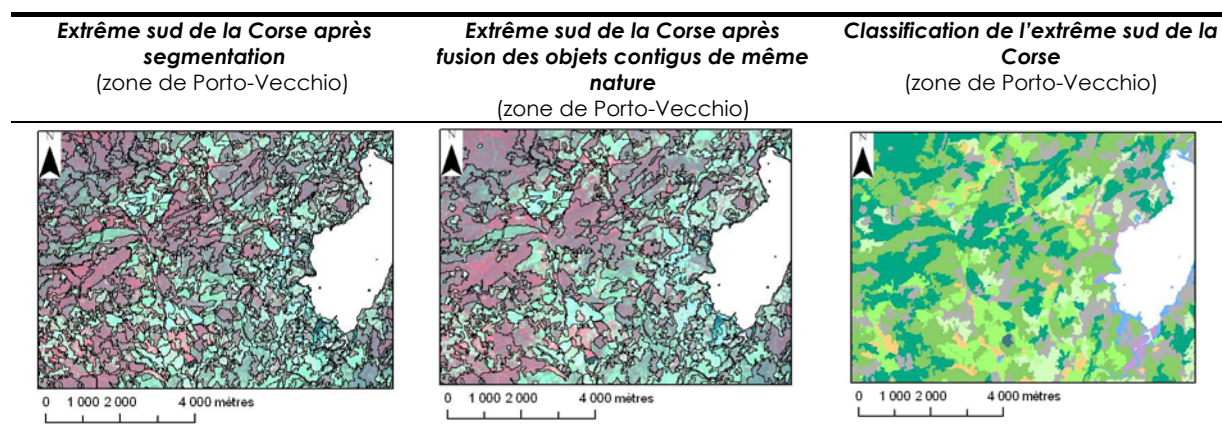 Extrême sud de la Corse après
segmentation
(zone de Porto-Vecchio)
Extrême sud de la Corse après
fusion des objets contigus de même
nature
(zone de Porto-Vecchio)
Classification de l'extrême sud de la
Corse
(zone de Porto-Vecchio)
N
N
N
0 1 000 2 000 4 000 mètres
0 1 000 2 000 4 000 mètres
0 1 000 2 000 4 000 mètres